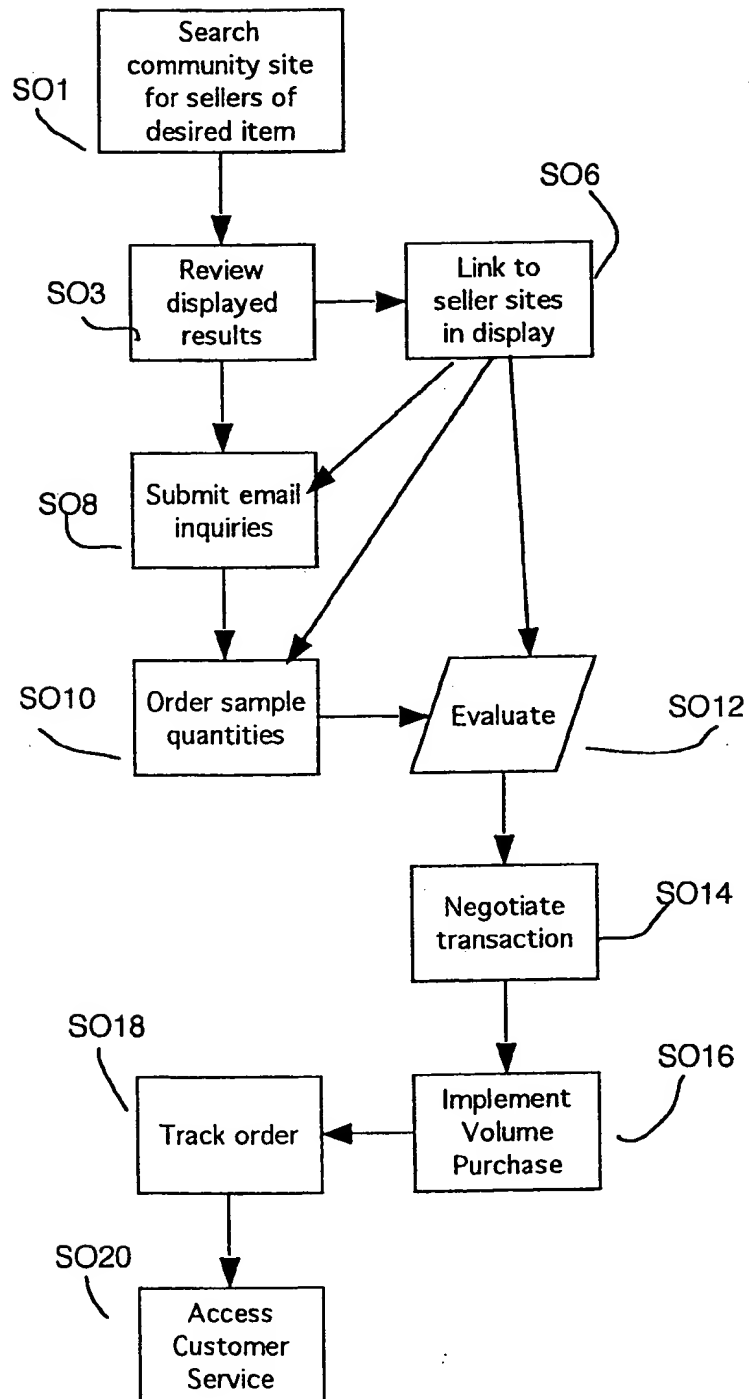 Search
community site
for sellers of
desired item
SO1
SO6
Review
displayed
results
SO3
Link to
seller sites
in display
Submit email
inquiries
SO8
Order sample
quantities
SO10
Evaluate
SO12
Negotiate
transaction
SO14
SO18
Track order
Implement
Volume
Purchase
SO16
SO20
Access
Customer
Service